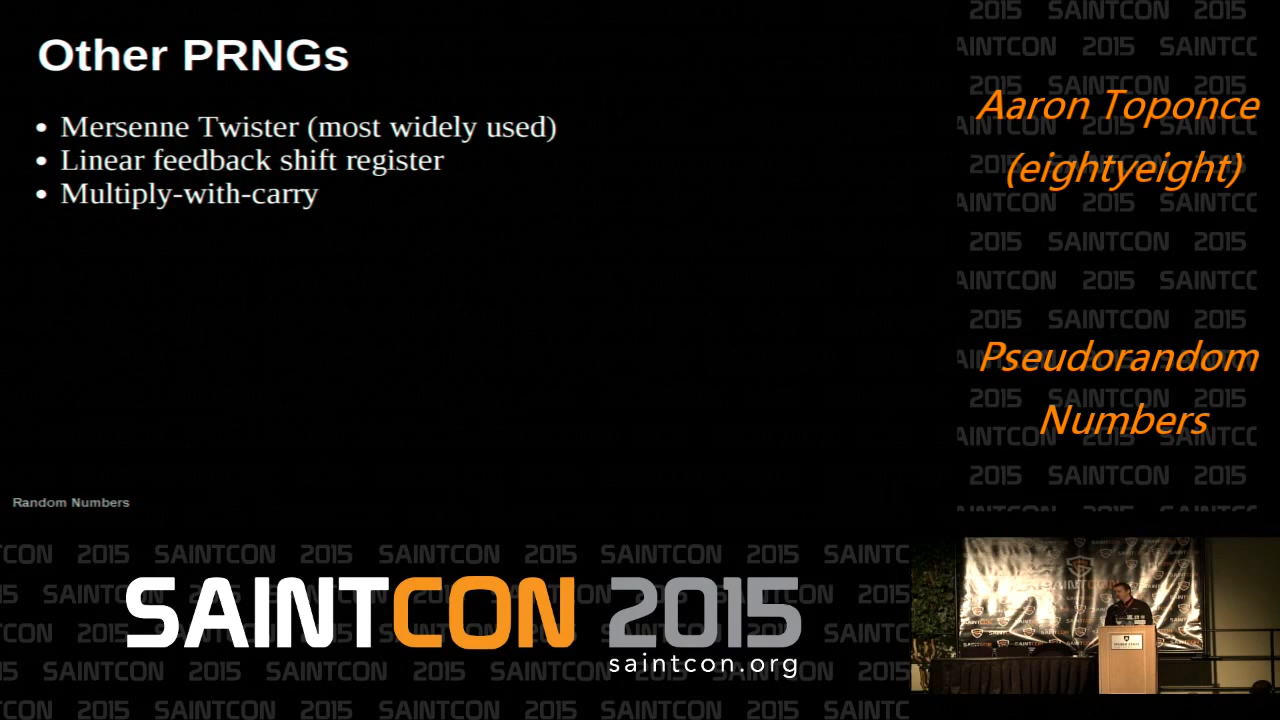 Other PRNGs
• Mersenne Twister (most widely used)
• Linear feedback shift register
• Multiply-with-carry
Random Numbers
Aaron Toponce
(eightyeight)
Pseudorandom
Numbers
SAINTCON 2015
saintcon.org